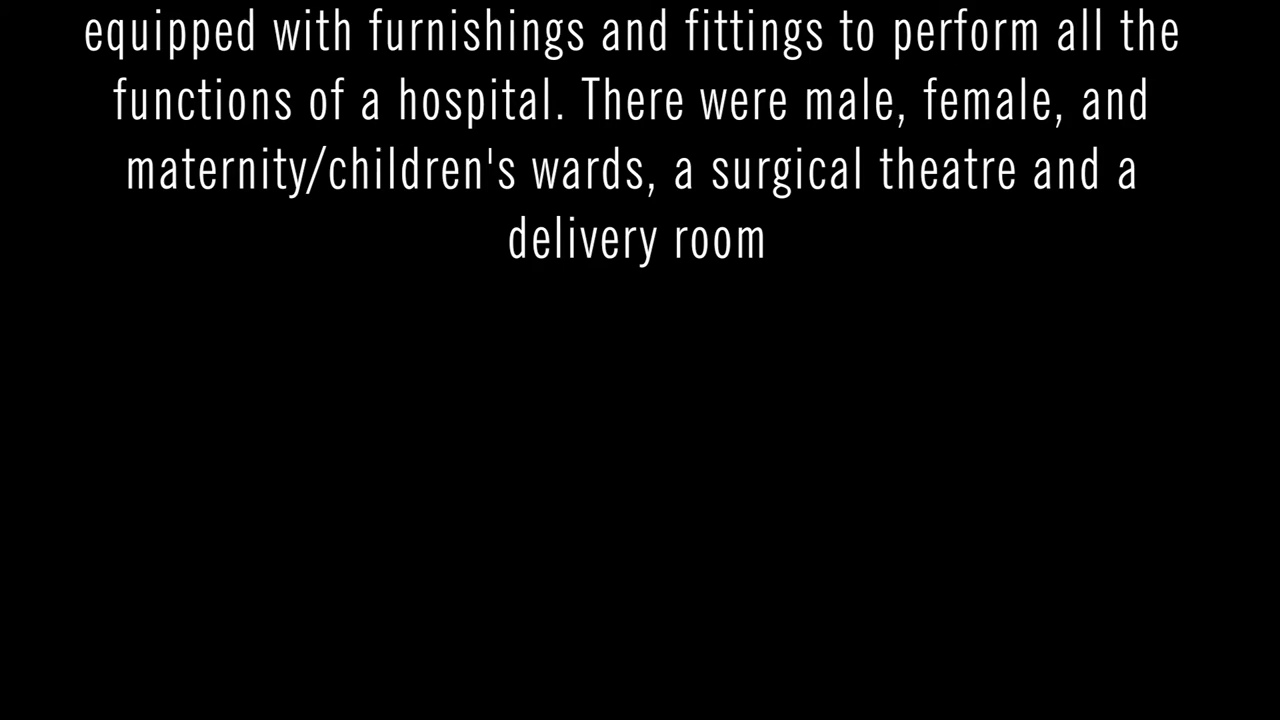 equipped with furnishings and fittings to perform all the
functions of a hospital. There were male, female, and
maternity/children's wards, a surgical theatre and a
delivery room